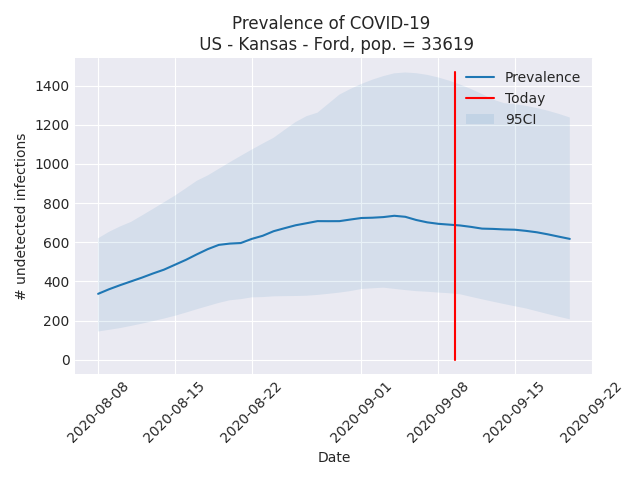 Prevalence of COVID-19
US - Kansas - Ford, pop. = 33619
Prevalence
Today
95CI
1400
1200
1000
800
600
400
200
0
# undetected infections
2020-08-08
2020-08-15
2020-08-22
2020-09-01
2020-09-08
2020-09-15
2020-09-22
Date